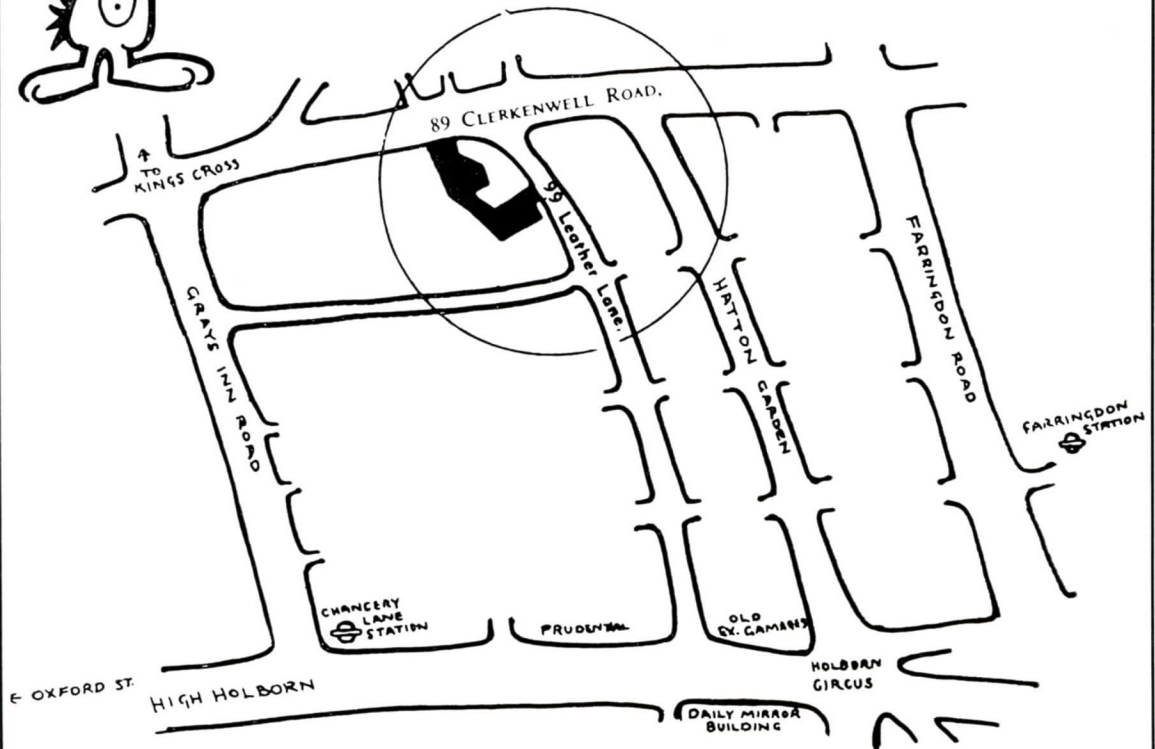 89 CLERKENWELL ROAD.
TO
KINGS CROSS
99 Leather Lane.
GRAYS INN ROAD
HATTON GARDEN
FARRINGDON ROAD
FARRINGDON
STATION
CHANCERY
LANE
STATION
PRUDENTIAL
OLD
EX. GAMAGES
HOLBORN
CIRCUS
OXFORD ST.
HIGH HOLBORN
DAILY MIRROR
BUILDING